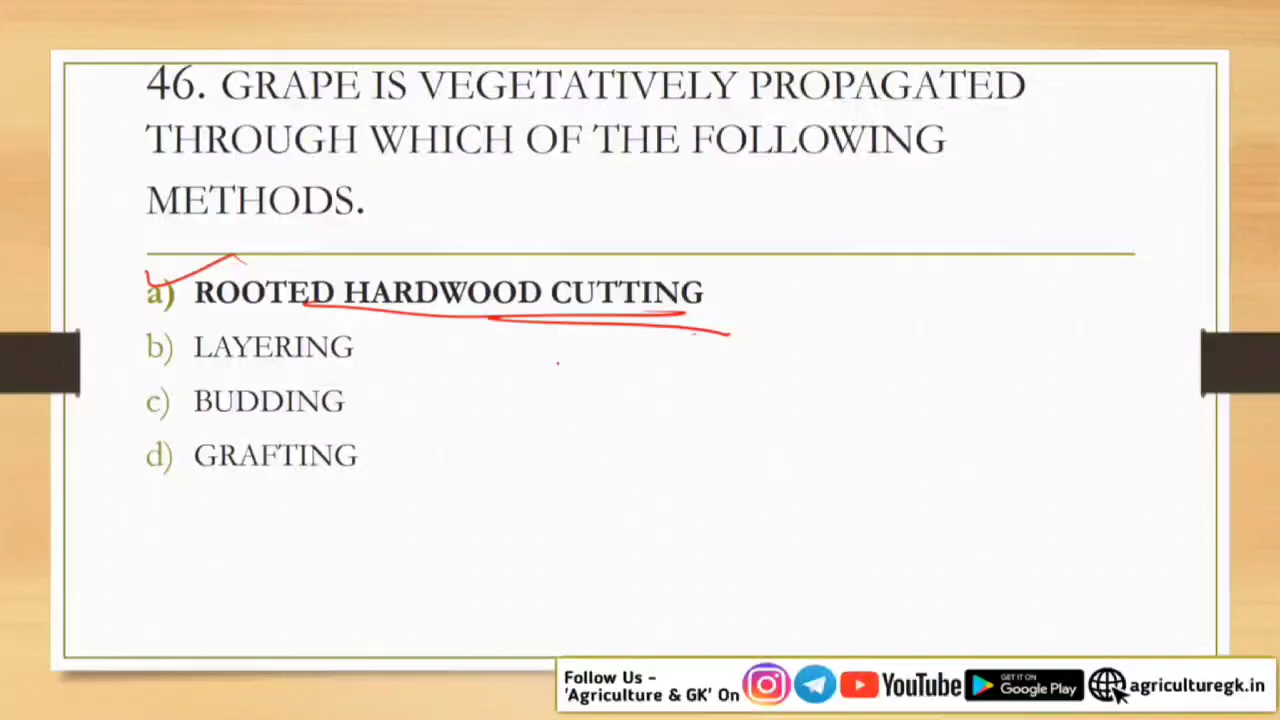 46. GRAPE IS VEGETATIVELY PROPAGATED
THROUGH WHICH OF THE FOLLOWING
METHODS.
a) ROOTED HARDWOOD CUTTING
b) LAYERING
c) BUDDING
d) GRAFTING
Follow Us -
'Agriculture & GK' On
YouTube
GET IT ON
Google Play
agriculturegk.in